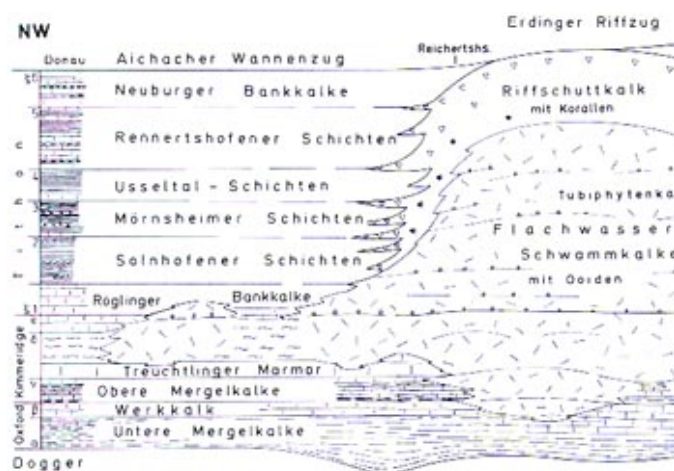 NW
Erdinger Riffzug
Donau
Aichacher Wannenzug
Reichertshs.
Neuburger Bankkalke
Riffschuttkalk
mit Korallen
Rennertshofener Schichten
Usseltal-Schichten
Tubiphytenka
Mörnsheimer Schichten
Flachwasser
Schwammkalke
Solnhofener Schichten
mit Ooiden
Röglinger Bankkalke
Treuchtlinger Marmor
Obere Mergelkalke
Werkkalk
Untere Mergelkalke
Oxford Kimmeridge
Dogger